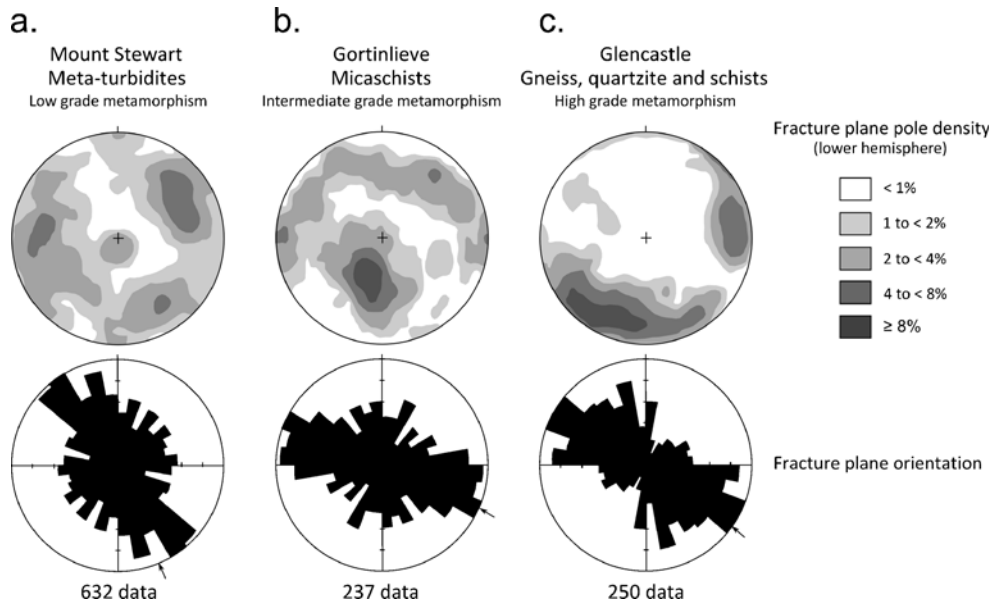 a.
Mount Stewart
Meta-turbidites
Low grade metamorphism
b.
Gortinlieve
Micaschists
Intermediate grade metamorphism
c.
Glencastle
Gneiss, quartzite and schists
High grade metamorphism
Fracture plane pole density
(lower hemisphere)
< 1%
1 to < 2%
2 to < 4%
4 to < 8%
≥ 8%
Fracture plane orientation
632 data
237 data
250 data